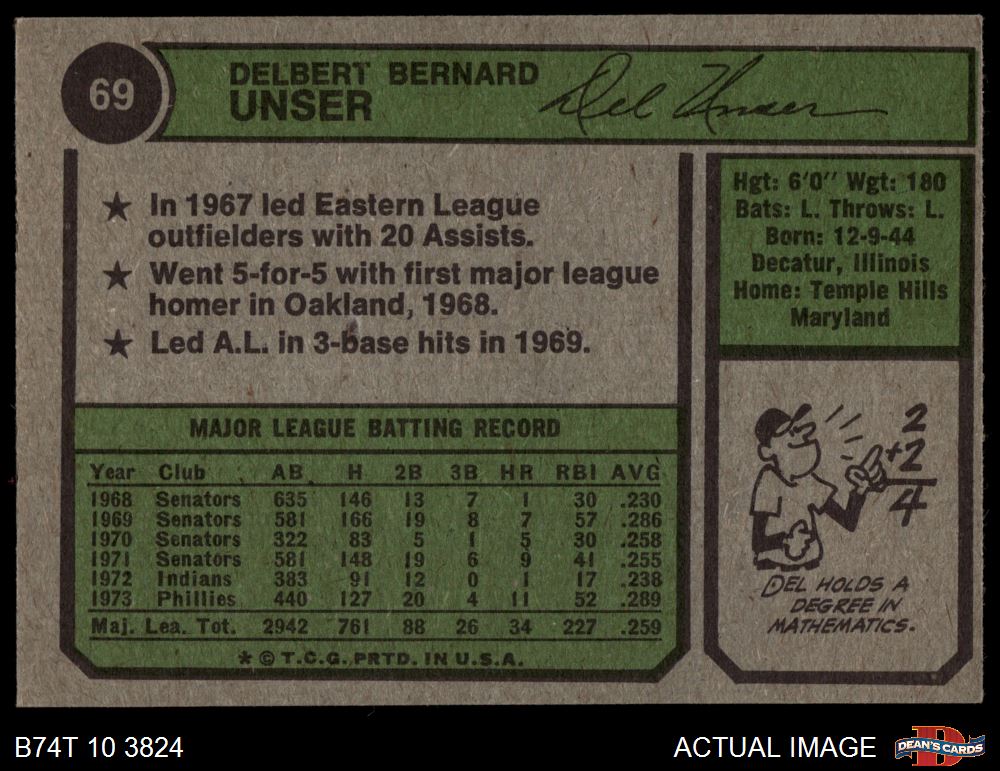 69
DELBERT BERNARD
UNSER
Del Unser
★ In 1967 led Eastern League
outfielders with 20 Assists.
★ Went 5-for-5 with first major league
homer in Oakland, 1968.
★ Led A.L. in 3-base hits in 1969.
Hgt: 6'0" Wgt: 180
Bats: L. Throws: L.
Born: 12-9-44
Decatur, Illinois
Home: Temple Hills
Maryland
MAJOR LEAGUE BATTING RECORD
Year Club AB H 2B 3B HR RBI AVG
1968 Senators 635 146 13 7 1 30 .230
1969 Senators 581 166 19 8 7 57 .286
1970 Senators 322 83 5 1 5 30 .258
1971 Senators 581 148 19 6 9 41 .255
1972 Indians 383 91 12 0 1 17 .238
1973 Phillies 440 127 20 4 11 52 .289
Maj. Lea. Tot. 2942 761 88 26 34 227 .259
* © T.C.G. PRTD. IN U.S.A.
2
+2
4
DEL HOLDS A
DEGREE IN
MATHEMATICS.
B74T 10 3824
ACTUAL IMAGE
D
DEAN'S CARDS